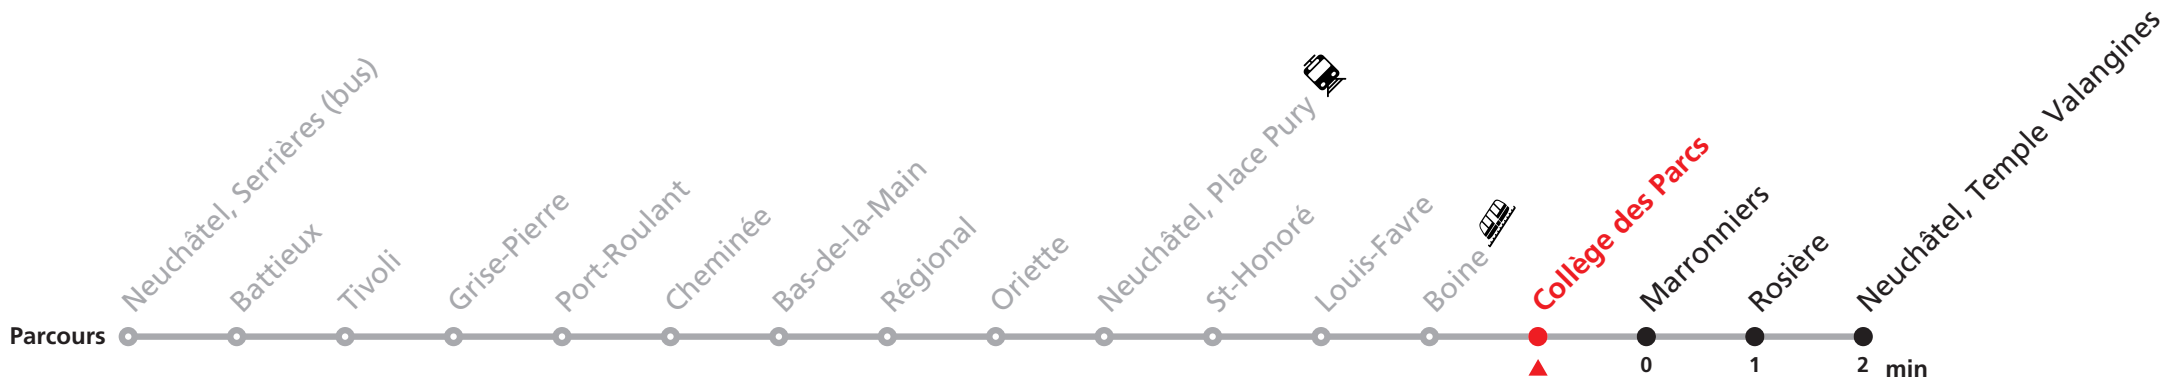 Neuchâtel, Serrières (bus)
Battieux
Tivoli
Grise-Pierre
Port-Roulant
Cheminée
Bas-de-la-Main
Régional
Oriette
Neuchâtel, Place Pury
St-Honoré
Louis-Favre
Boine
Collège des Parcs
Marronniers
Rosière
Neuchâtel, Temple Valangines
Parcours
0 1 2 min